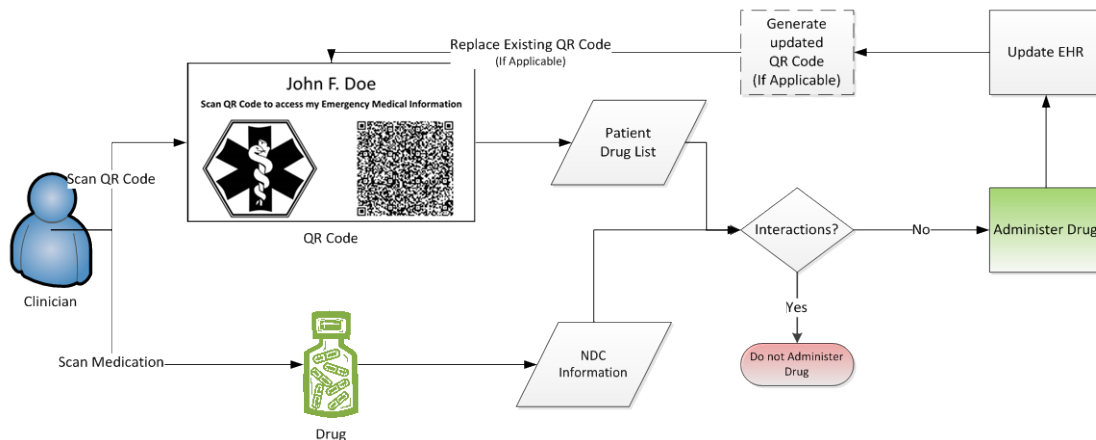 Generate
updated
QR Code
(If Applicable)
Update EHR
Replace Existing QR Code
(If Applicable)
John F. Doe
Scan QR Code to access my Emergency Medical Information
Patient
Drug List
Scan QR Code
QR Code
Interactions?
No
Administer Drug
Clinician
Yes
Scan Medication
NDC
Information
Do not Administer
Drug
Drug